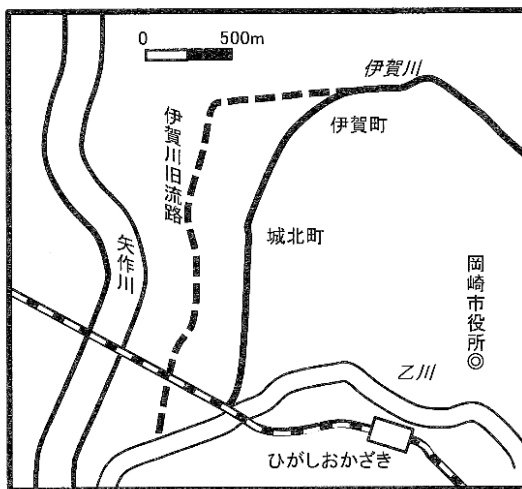 0 500m
伊賀川
伊賀町
伊賀川旧流路
城北町
矢作川
岡崎市役所◎
乙川
ひがしおかざき